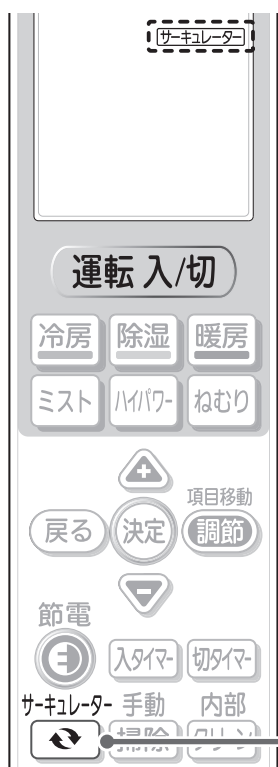 サーキュレーター
運転 入/切
冷房 除湿 暖房
ミスト ハイパワー ねむり
項目移動
戻る 決定 調節
節電
入タイマー 切タイマー
サーキュレーター 手動 内部
掃除 クリーン